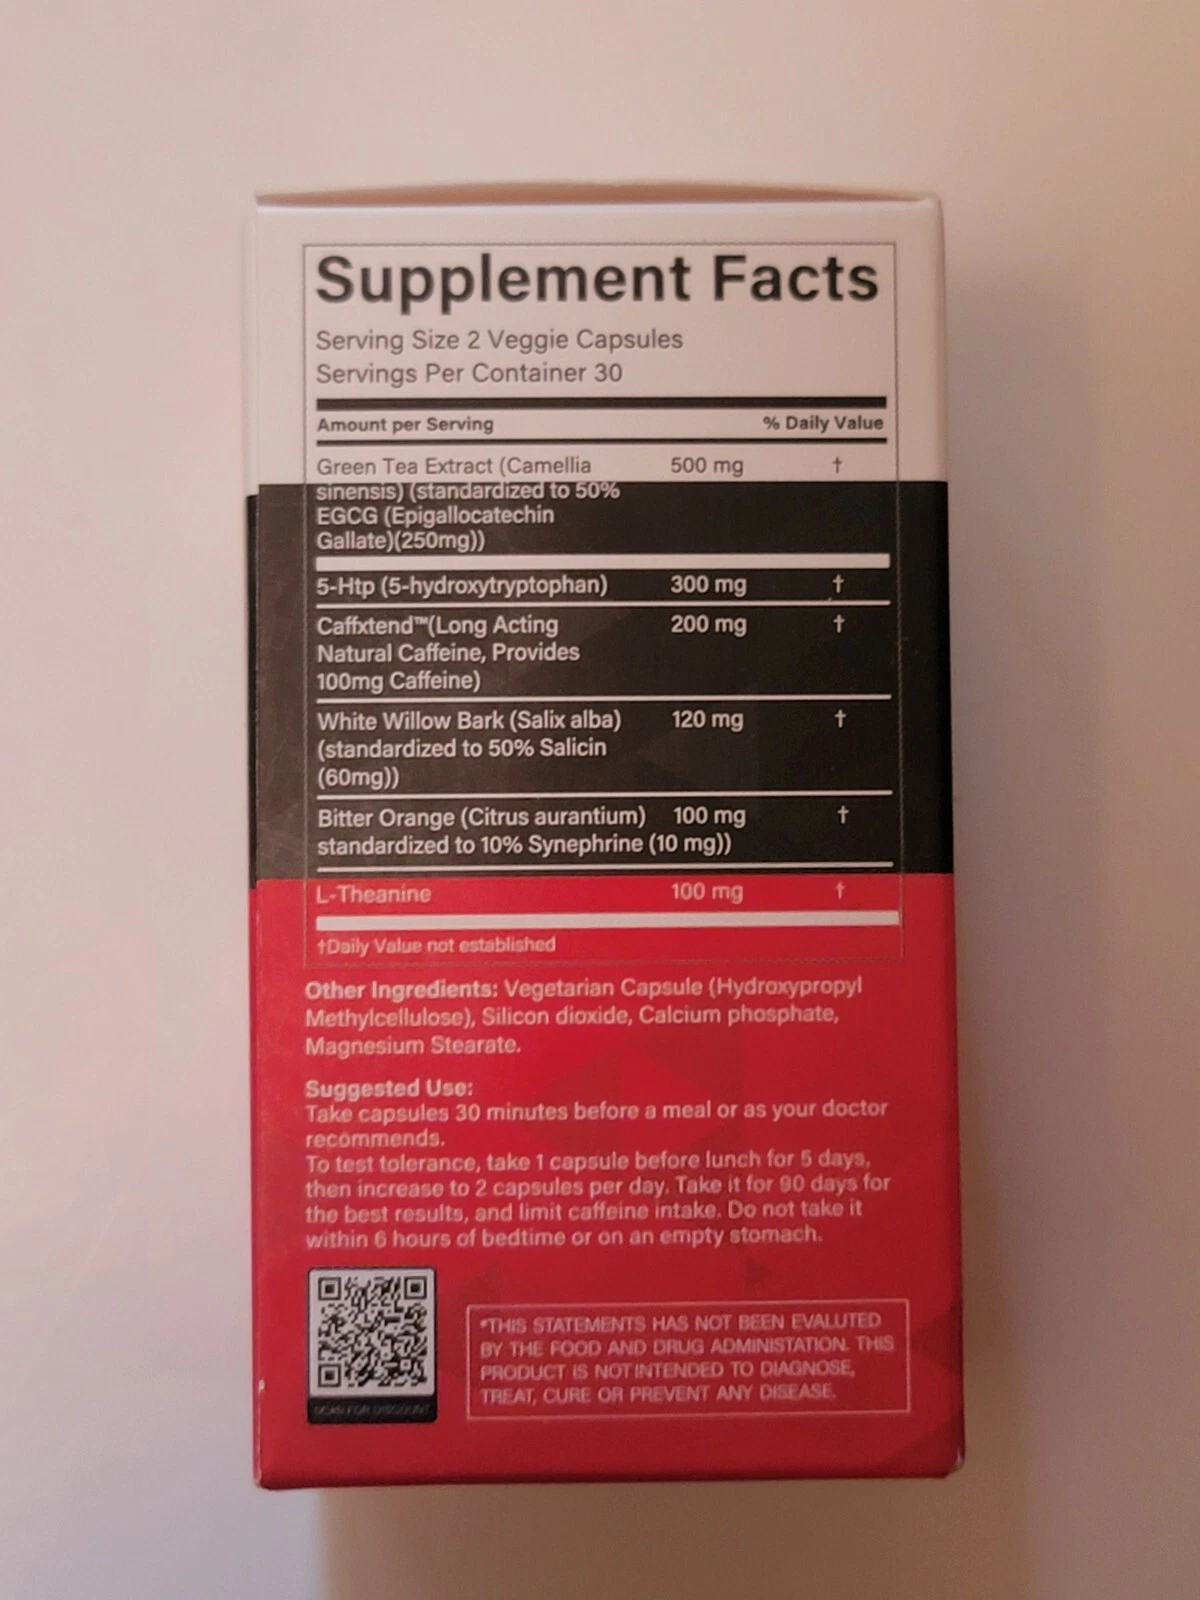 Supplement Facts
Serving Size 2 Veggie Capsules
Servings Per Container 30
Amount per Serving % Daily Value
Green Tea Extract (Camellia 500 mg †
sinensis) (standardized to 50%
EGCG (Epigallocatechin
Gallate)(250mg))
5-Htp (5-hydroxytryptophan) 300 mg †
Caffxtend™(Long Acting 200 mg †
Natural Caffeine, Provides
100mg Caffeine)
White Willow Bark (Salix alba) 120 mg †
(standardized to 50% Salicin
(60mg))
Bitter Orange (Citrus aurantium) 100 mg †
standardized to 10% Synephrine (10 mg))
L-Theanine 100 mg †
†Daily Value not established
Other Ingredients: Vegetarian Capsule (Hydroxypropyl
Methylcellulose), Silicon dioxide, Calcium phosphate,
Magnesium Stearate.
Suggested Use:
Take capsules 30 minutes before a meal or as your doctor
recommends.
To test tolerance, take 1 capsule before lunch for 5 days,
then increase to 2 capsules per day. Take it for 90 days for
the best results, and limit caffeine intake. Do not take it
within 6 hours of bedtime or on an empty stomach.
SCAN FOR DISCOUNT
*THIS STATEMENTS HAS NOT BEEN EVALUTED
BY THE FOOD AND DRUG ADMINISTATION. THIS
PRODUCT IS NOT INTENDED TO DIAGNOSE,
TREAT, CURE OR PREVENT ANY DISEASE.